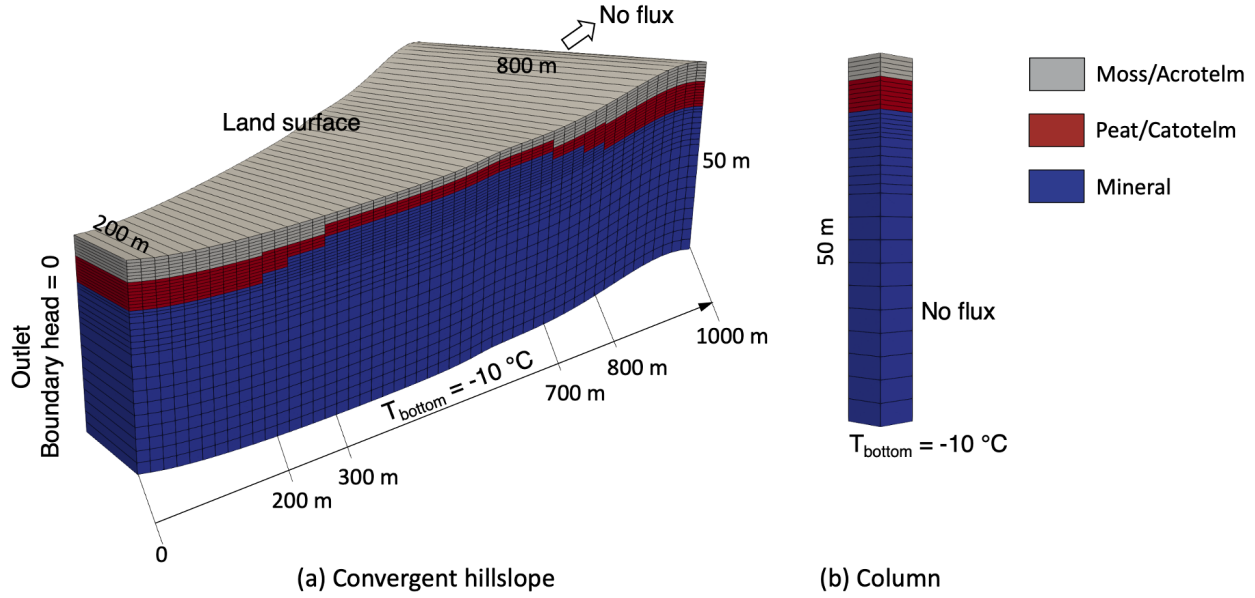 No flux
800 m
Land surface
50 m
200 m
Outlet
Boundary head = 0
T_bottom = -10 °C
0
200 m
300 m
700 m
800 m
1000 m
(a) Convergent hillslope
50 m
No flux
T_bottom = -10 °C
(b) Column
Moss/Acrotelm
Peat/Catotelm
Mineral